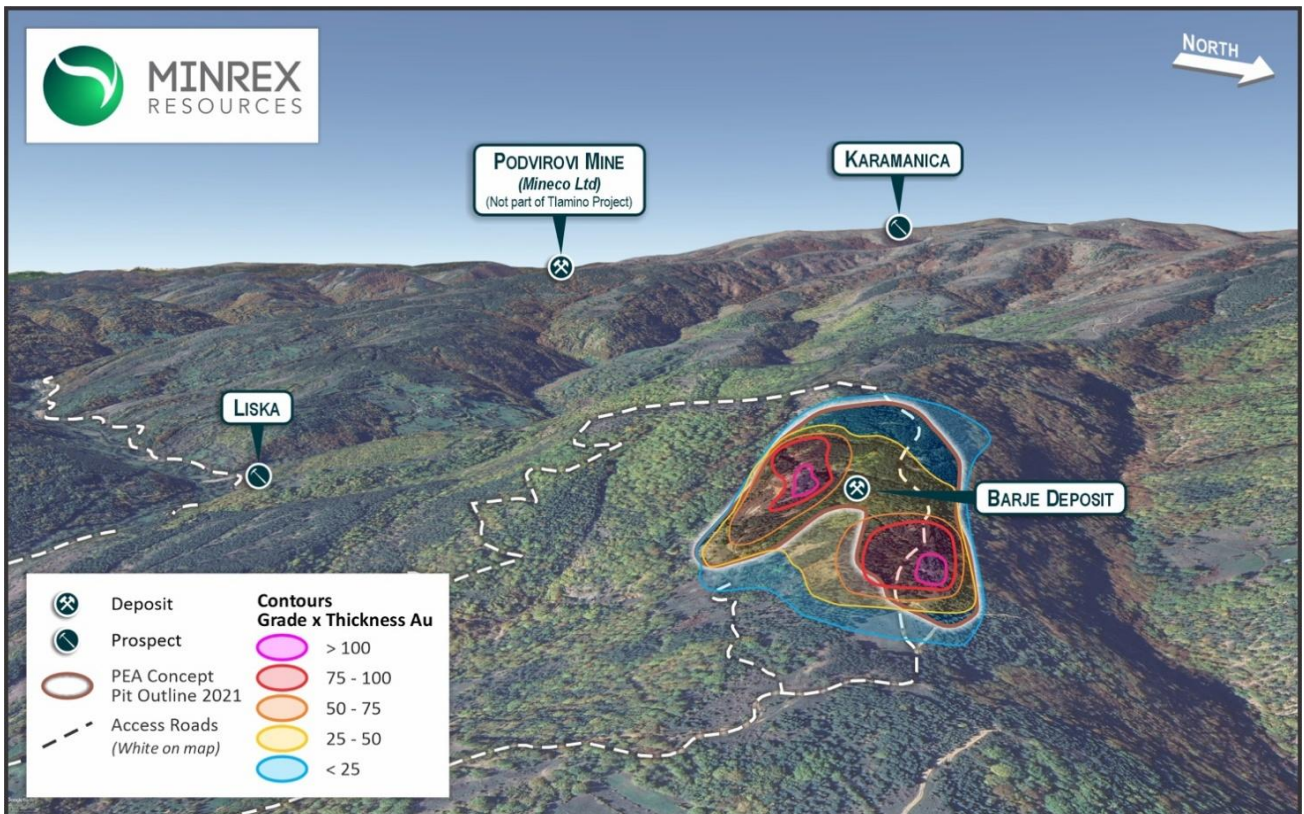 MINREX
RESOURCES
NORTH
PODVIROVI MINE
(Mineco Ltd)
(Not part of Tlamino Project)
KARAMANICA
LISKA
BARJE DEPOSIT
Deposit
Prospect
PEA Concept
Pit Outline 2021
Access Roads
(White on map)
Contours
Grade x Thickness Au
> 100
75 - 100
50 - 75
25 - 50
< 25